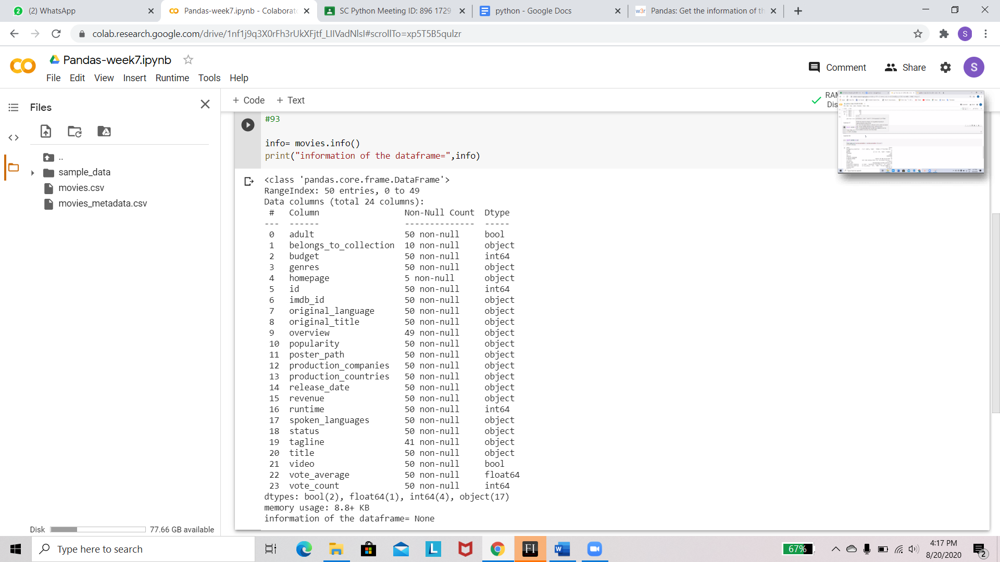 (2) WhatsApp
Pandas-week7.ipynb - Colaborato
SC Python Meeting ID: 896 1729
python - Google Docs
w3r Pandas: Get the information of th
colab.research.google.com/drive/1nf1j9q3X0rFh3rUkXFjtf_LIIVadNlsI#scrollTo=xp5T5B5qulzr
S
Pandas-week7.ipynb
Comment
Share
S
File Edit View Insert Runtime Tools Help
Files
+ Code + Text
RAM
Dis
..
sample_data
movies.csv
movies_metadata.csv
#93
info= movies.info()
print("information of the dataframe=",info)
<class 'pandas.core.frame.DataFrame'>
RangeIndex: 50 entries, 0 to 49
Data columns (total 24 columns):
# Column Non-Null Count Dtype
--- ------ -------------- -----
0 adult 50 non-null bool
1 belongs_to_collection 10 non-null object
2 budget 50 non-null int64
3 genres 50 non-null object
4 homepage 5 non-null object
5 id 50 non-null int64
6 imdb_id 50 non-null object
7 original_language 50 non-null object
8 original_title 50 non-null object
9 overview 49 non-null object
10 popularity 50 non-null object
11 poster_path 50 non-null object
12 production_companies 50 non-null object
13 production_countries 50 non-null object
14 release_date 50 non-null object
15 revenue 50 non-null object
16 runtime 50 non-null int64
17 spoken_languages 50 non-null object
18 status 50 non-null object
19 tagline 41 non-null object
20 title 50 non-null object
21 video 50 non-null bool
22 vote_average 50 non-null float64
23 vote_count 50 non-null int64
dtypes: bool(2), float64(1), int64(4), object(17)
memory usage: 8.8+ KB
information of the dataframe= None
Disk 77.66 GB available
Type here to search
67%
4:17 PM
8/20/2020
2